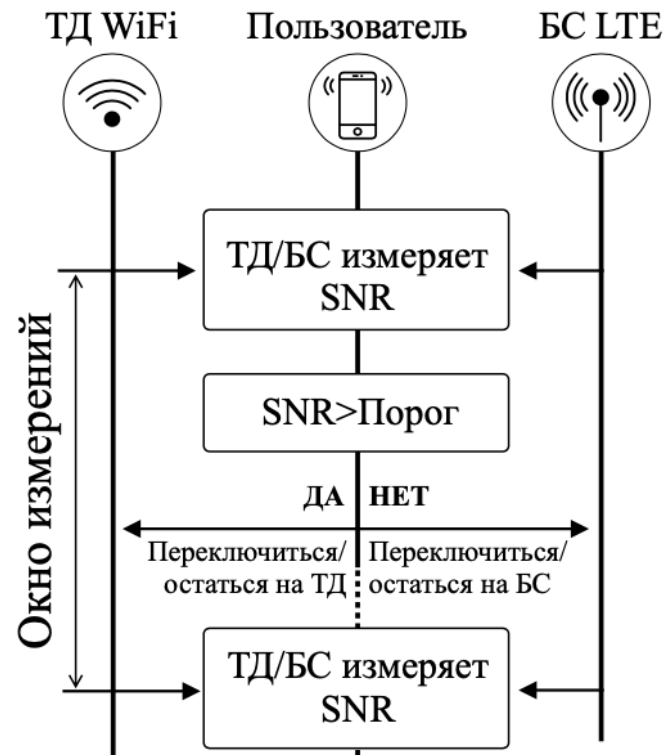 ТД WiFi
Пользователь
БС LTE
ТД/БС измеряет
SNR
Окно измерений
SNR>Порог
ДА
НЕТ
Переключиться/
остаться на ТД
Переключиться/
остаться на БС
ТД/БС измеряет
SNR